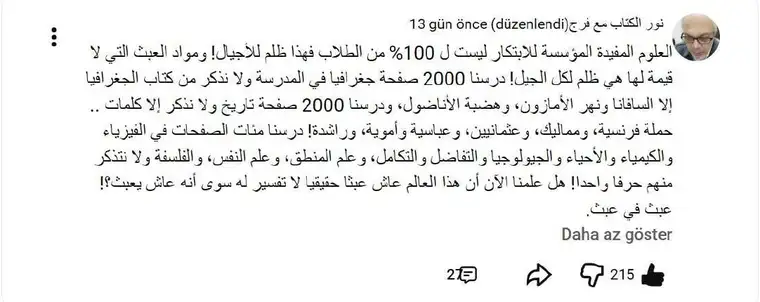 نور الكتاب مع فرج(düzenlendi) 13 gün önce
العلوم المفيدة المؤسسة للابتكار ليست ل 100% من الطلاب فهذا ظلم للأجيال! ومواد العبث التي لا
قيمة لها هي ظلم لكل الجيل! درسنا 2000 صفحة جغرافيا في المدرسة ولا نذكر من كتاب الجغرافيا
إلا السافانا ونهر الأمازون، وهضبة الأناضول، ودرسنا 2000 صفحة تاريخ ولا نذكر إلا كلمات ..
حملة فرنسية، ومماليك، وعثمانيين، وعباسية وأموية، وراشدة! درسنا مئات الصفحات في الفيزياء
والكيمياء والأحياء والجيولوجيا والتفاضل والتكامل، وعلم المنطق، وعلم النفس، والفلسفة ولا نتذكر
منهم حرفا واحدا! هل علمنا الآن أن هذا العالم عاش عبثًا حقيقيا لا تفسير له سوى أنه عاش يعبث؟!
عبث في عبث.
Daha az göster
215 27